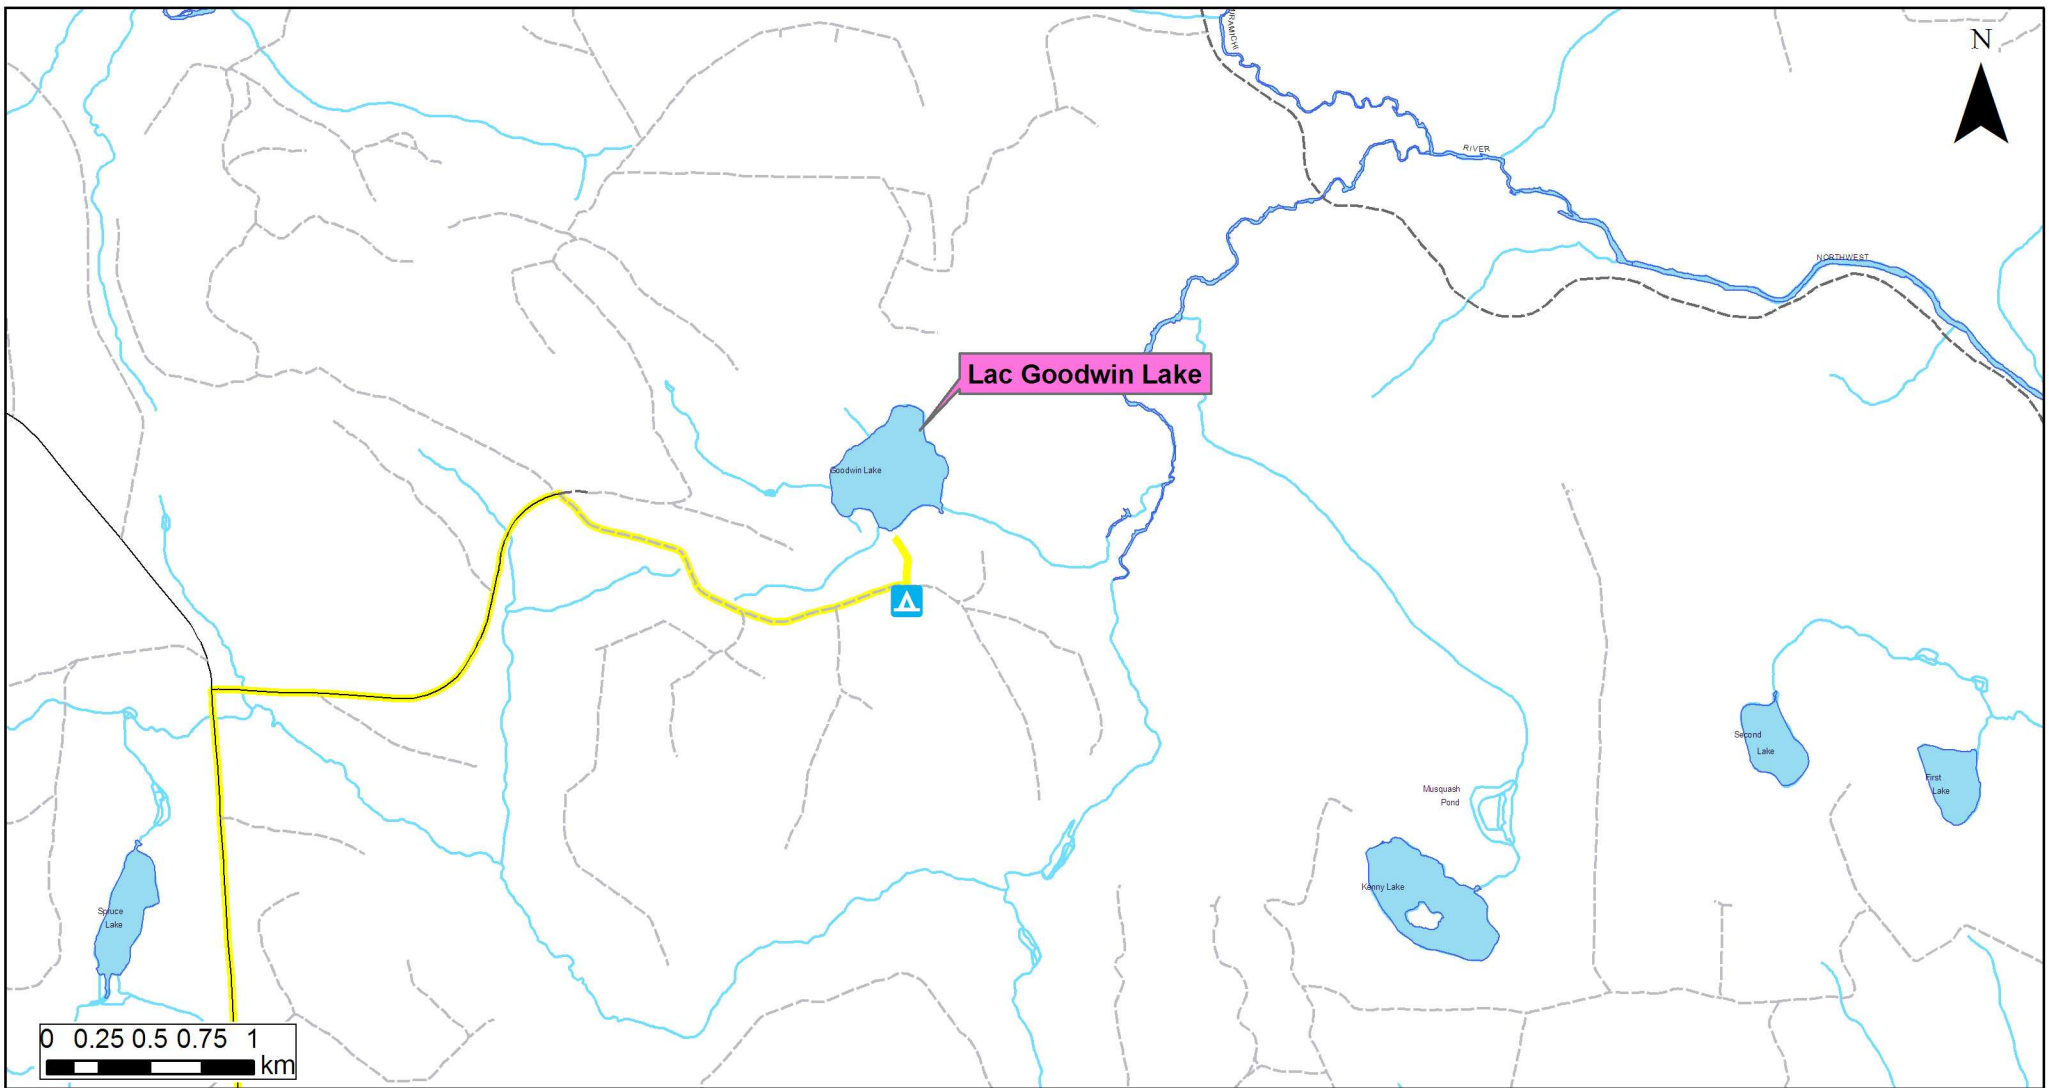 URAMICHI
N
RIVER
NORTHWEST
Lac Goodwin Lake
Goodwin Lake
Second
Lake
First
Lake
Musquash
Pond
Kenny Lake
Spruce
Lake
0 0.25 0.5 0.75 1
km